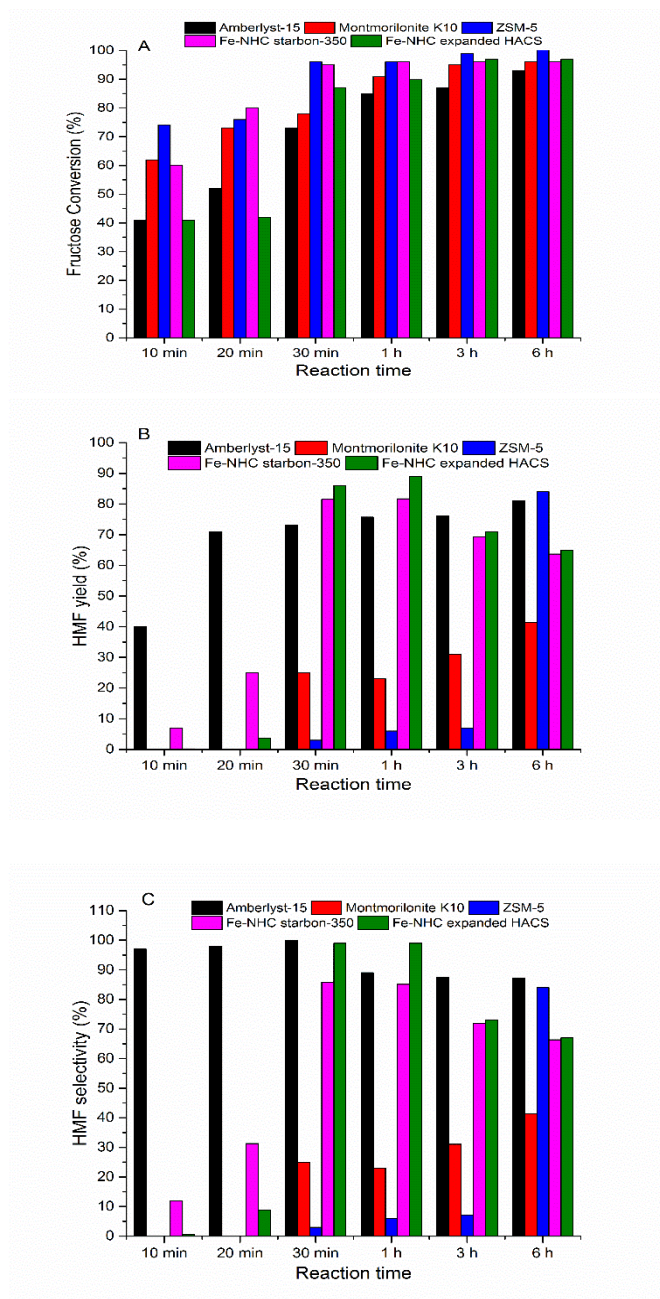 A
Amberlyst-15 Montmorilonite K10 ZSM-5
Fe-NHC starbon-350 Fe-NHC expanded HACS
Fructose Conversion (%)
100
90
80
70
60
50
40
30
20
10
0
10 min 20 min 30 min 1 h 3 h 6 h
Reaction time
B
Amberlyst-15 Montmorilonite K10 ZSM-5
Fe-NHC starbon-350 Fe-NHC expanded HACS
HMF yield (%)
100
90
80
70
60
50
40
30
20
10
0
10 min 20 min 30 min 1 h 3 h 6 h
Reaction time
C
Amberlyst-15 Montmorilonite K10 ZSM-5
Fe-NHC starbon-350 Fe-NHC expanded HACS
HMF selectivity (%)
110
100
90
80
70
60
50
40
30
20
10
0
10 min 20 min 30 min 1 h 3 h 6 h
Reaction time